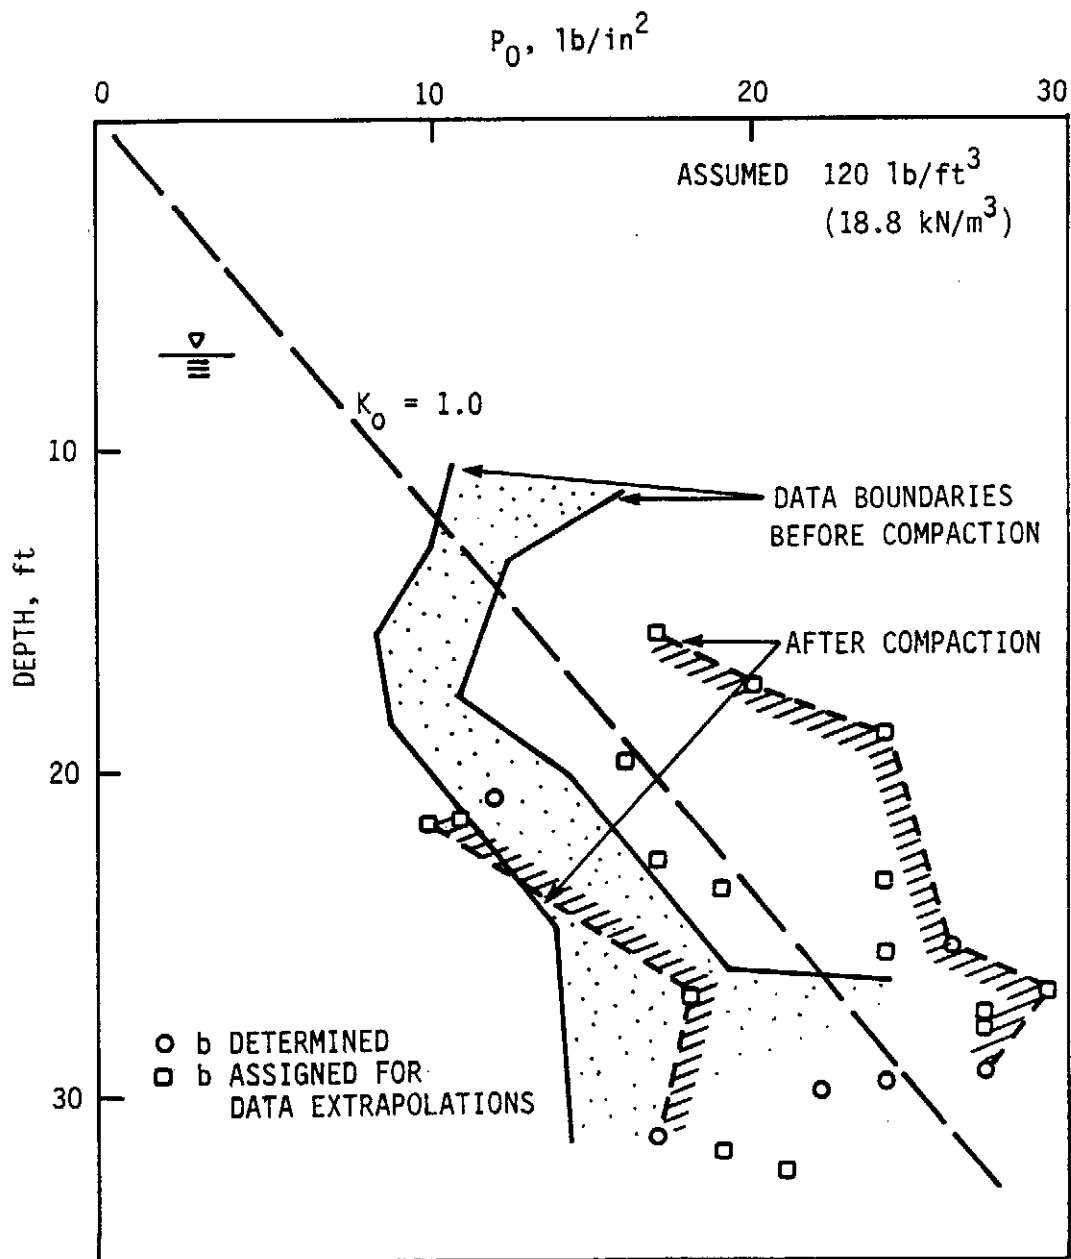 P0, lb/in2
0 10 20 30
ASSUMED 120 lb/ft3
(18.8 kN/m3)
Ko = 1.0
10
DATA BOUNDARIES
BEFORE COMPACTION
DEPTH, ft
AFTER COMPACTION
20
b DETERMINED
b ASSIGNED FOR
DATA EXTRAPOLATIONS
30